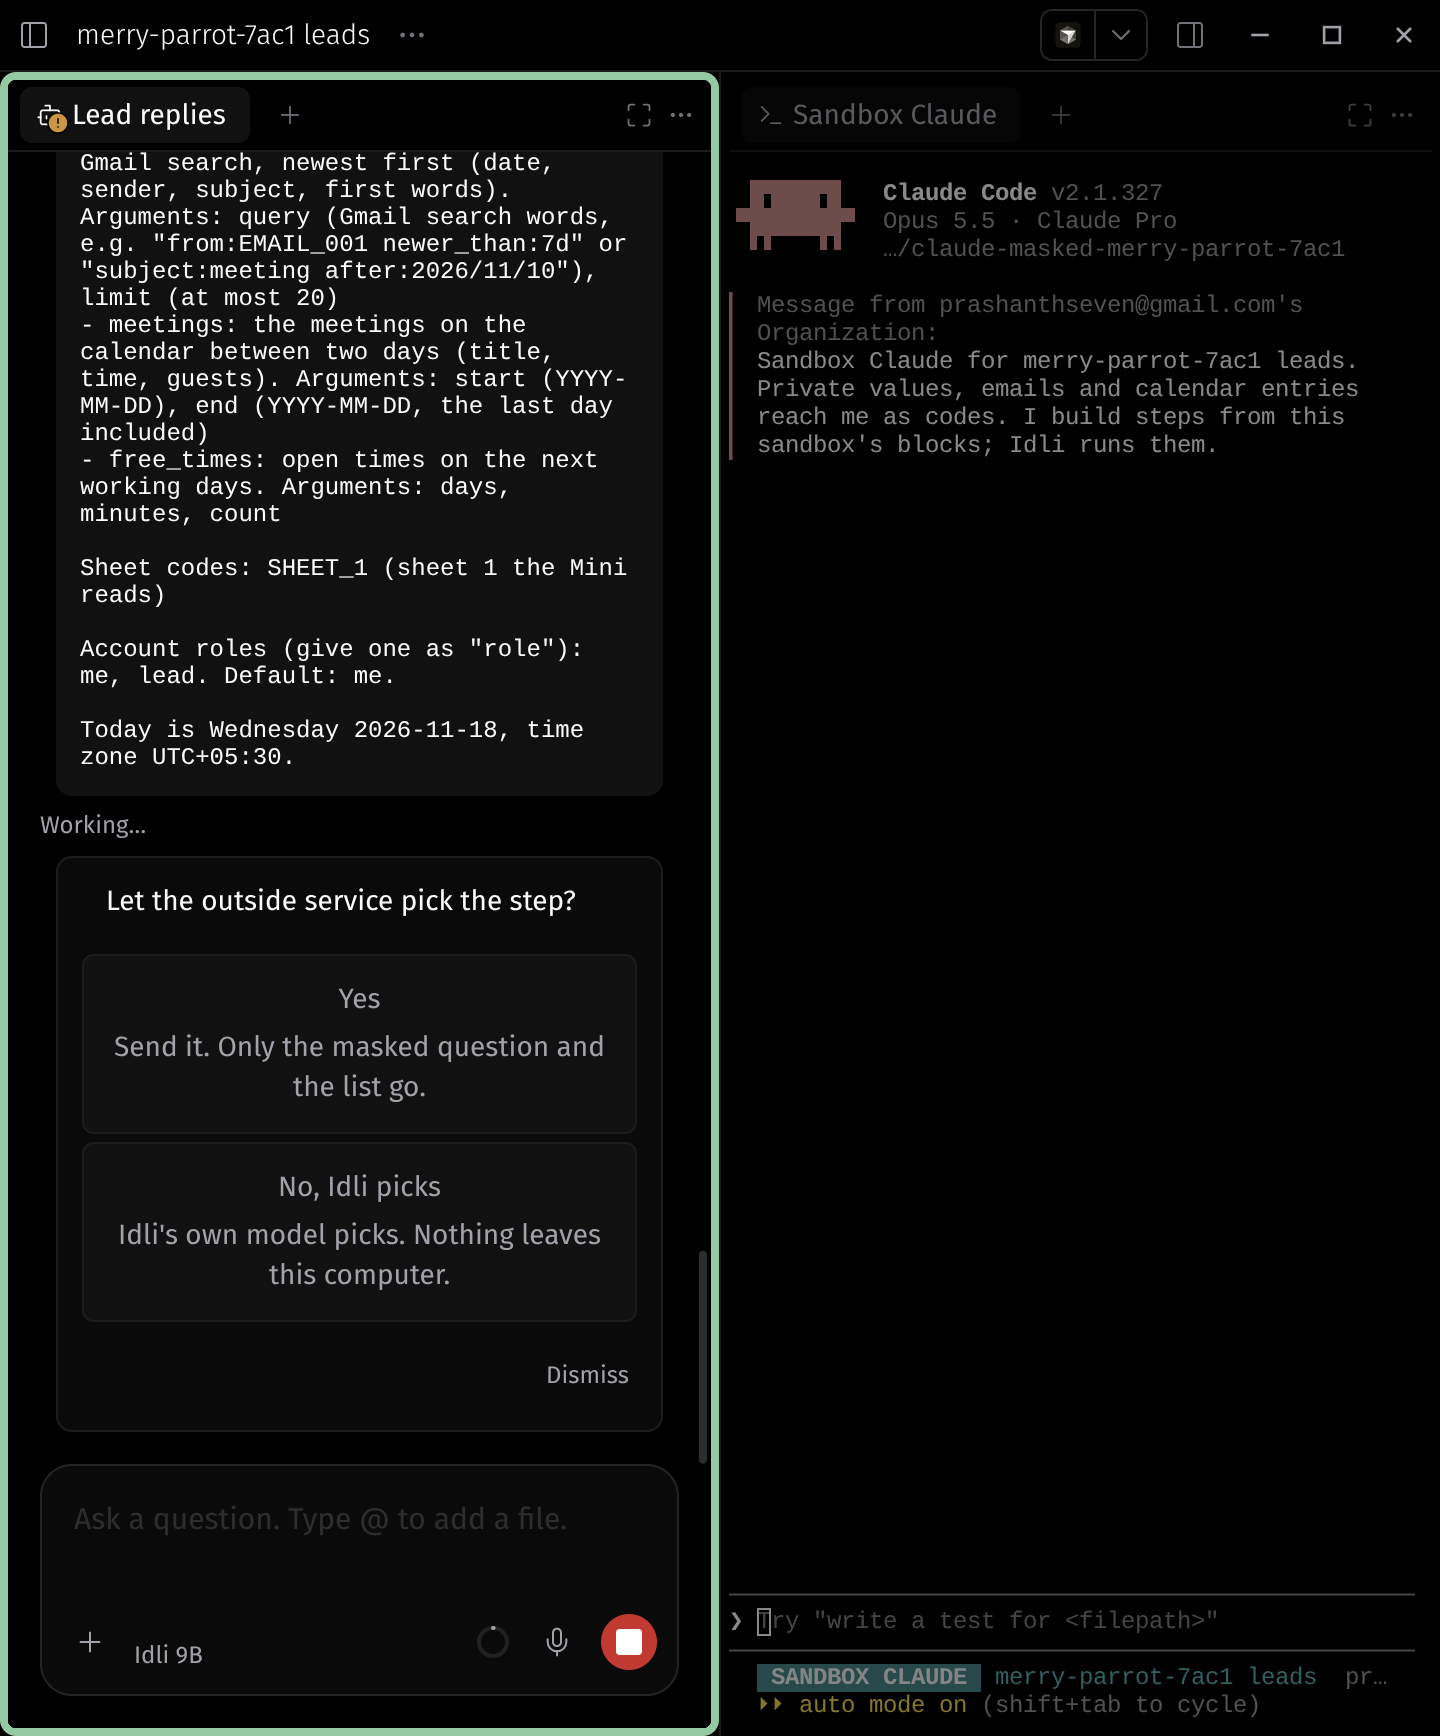 merry-parrot-7ac1 leads
Lead replies
Gmail search, newest first (date,
sender, subject, first words).
Arguments: query (Gmail search words,
e.g. "from:EMAIL_001 newer_than:7d" or
"subject:meeting after:2026/11/10"),
limit (at most 20)
- meetings: the meetings on the
calendar between two days (title,
time, guests). Arguments: start (YYYY-
MM-DD), end (YYYY-MM-DD, the last day
included)
- free_times: open times on the next
working days. Arguments: days,
minutes, count
Sheet codes: SHEET_1 (sheet 1 the Mini
reads)
Account roles (give one as "role"):
me, lead. Default: me.
Today is Wednesday 2026-11-18, time
zone UTC+05:30.
Working...
Let the outside service pick the step?
Yes
Send it. Only the masked question and
the list go.
No, Idli picks
Idli's own model picks. Nothing leaves
this computer.
Dismiss
Ask a question. Type @ to add a file.
Idli 9B
Sandbox Claude
Claude Code v2.1.327
Opus 5.5 · Claude Pro
…/claude-masked-merry-parrot-7ac1
Message from prashanthseven@gmail.com's
Organization:
Sandbox Claude for merry-parrot-7ac1 leads.
Private values, emails and calendar entries
reach me as codes. I build steps from this
sandbox's blocks; Idli runs them.
❯ Try "write a test for <filepath>"
SANDBOX CLAUDE merry-parrot-7ac1 leads pr…
⏵⏵ auto mode on (shift+tab to cycle)